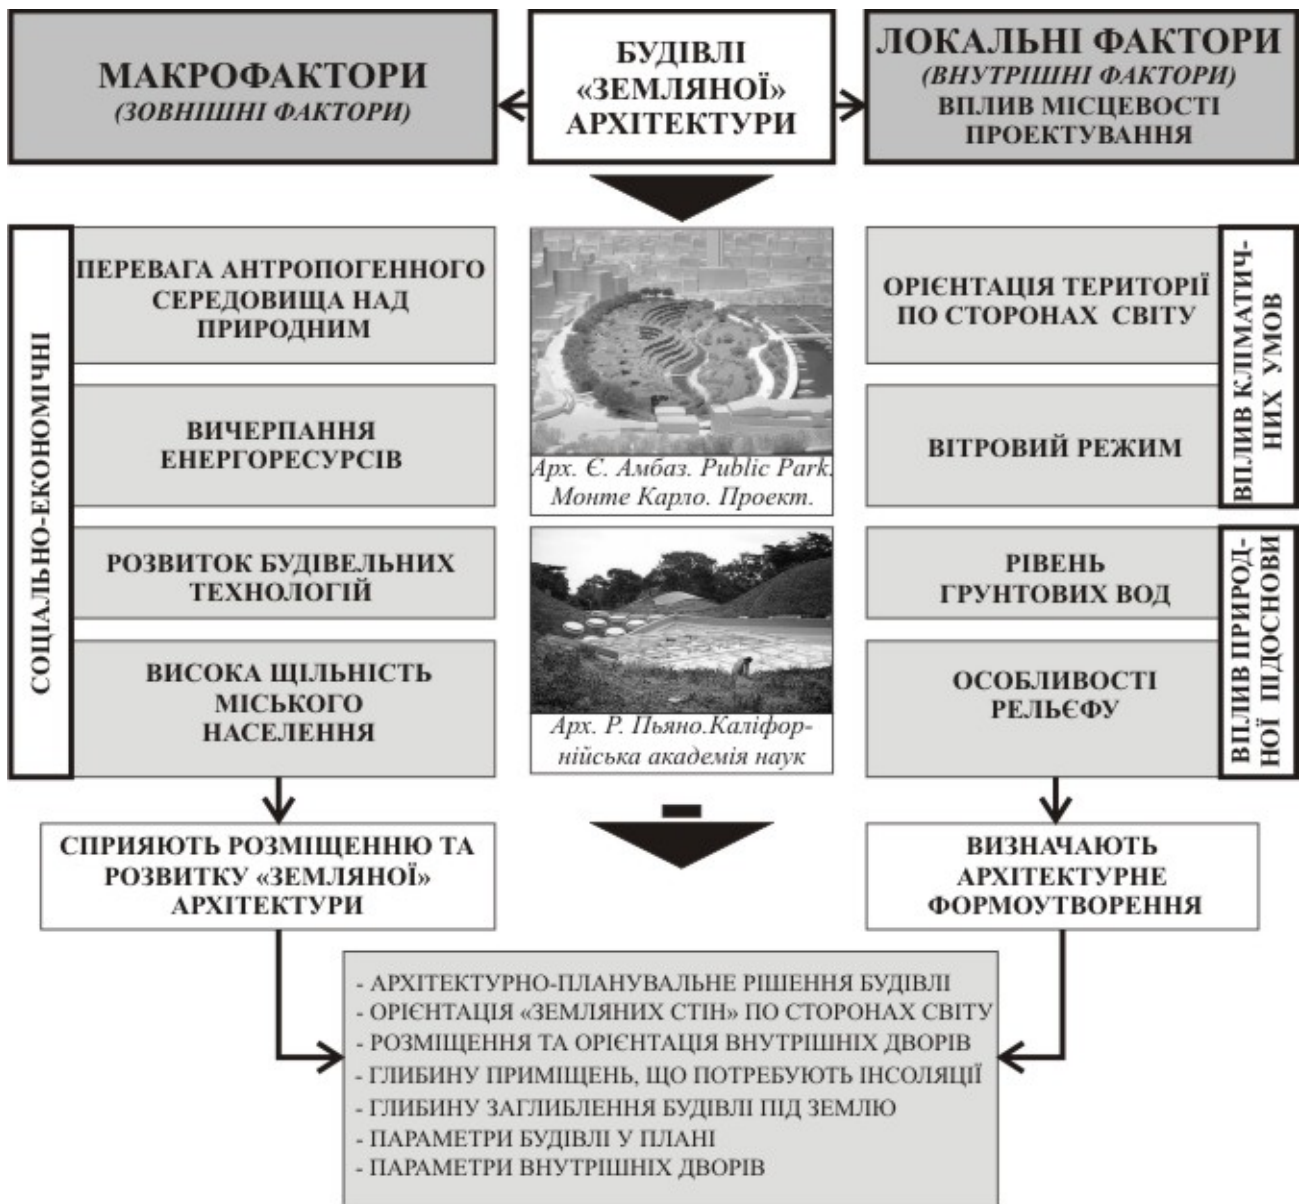 МАКРОФАКТОРИ
(ЗОВНІШНІ ФАКТОРИ)
БУДІВЛІ
«ЗЕМЛЯНОЇ»
АРХІТЕКТУРИ
ЛОКАЛЬНІ ФАКТОРИ
(ВНУТРІШНІ ФАКТОРИ)
ВПЛИВ МІСЦЕВОСТІ
ПРОЕКТУВАННЯ
СОЦІАЛЬНО-ЕКОНОМІЧНІ
ПЕРЕВАГА АНТРОПОГЕННОГО
СЕРЕДОВИЩА НАД
ПРИРОДНИМ
ВИЧЕРПАННЯ
ЕНЕРГОРЕСУРСІВ
РОЗВИТОК БУДІВЕЛЬНИХ
ТЕХНОЛОГІЙ
ВИСОКА ЩІЛЬНІСТЬ
МІСЬКОГО
НАСЕЛЕННЯ
Арх. Є. Амбаз. Public Park.
Монте Карло. Проект.
Арх. Р. Пьяно.Каліфор-
нійська академія наук
ОРІЄНТАЦІЯ ТЕРИТОРІЇ
ПО СТОРОНАХ СВІТУ
ВІТРОВИЙ РЕЖИМ
РІВЕНЬ
ГРУНТОВИХ ВОД
ОСОБЛИВОСТІ
РЕЛЬЄФУ
ВПЛИВ КЛІМАТИЧ-
НИХ УМОВ
ВПЛИВ ПРИРОД-
НОЇ ПІДОСНОВИ
СПРИЯЮТЬ РОЗМІЩЕННЮ ТА
РОЗВИТКУ «ЗЕМЛЯНОЇ»
АРХІТЕКТУРИ
ВИЗНАЧАЮТЬ
АРХІТЕКТУРНЕ
ФОРМОУТВОРЕННЯ
- АРХІТЕКТУРНО-ПЛАНУВАЛЬНЕ РІШЕННЯ БУДІВЛІ
- ОРІЄНТАЦІЯ «ЗЕМЛЯНИХ СТІН» ПО СТОРОНАХ СВІТУ
- РОЗМІЩЕННЯ ТА ОРІЄНТАЦІЯ ВНУТРІШНІХ ДВОРІВ
- ГЛИБИНУ ПРИМІЩЕНЬ, ЩО ПОТРЕБУЮТЬ ІНСОЛЯЦІЇ
- ГЛИБИНУ ЗАГЛИБЛЕННЯ БУДІВЛІ ПІД ЗЕМЛЮ
- ПАРАМЕТРИ БУДІВЛІ У ПЛАНІ
- ПАРАМЕТРИ ВНУТРІШНІХ ДВОРІВ